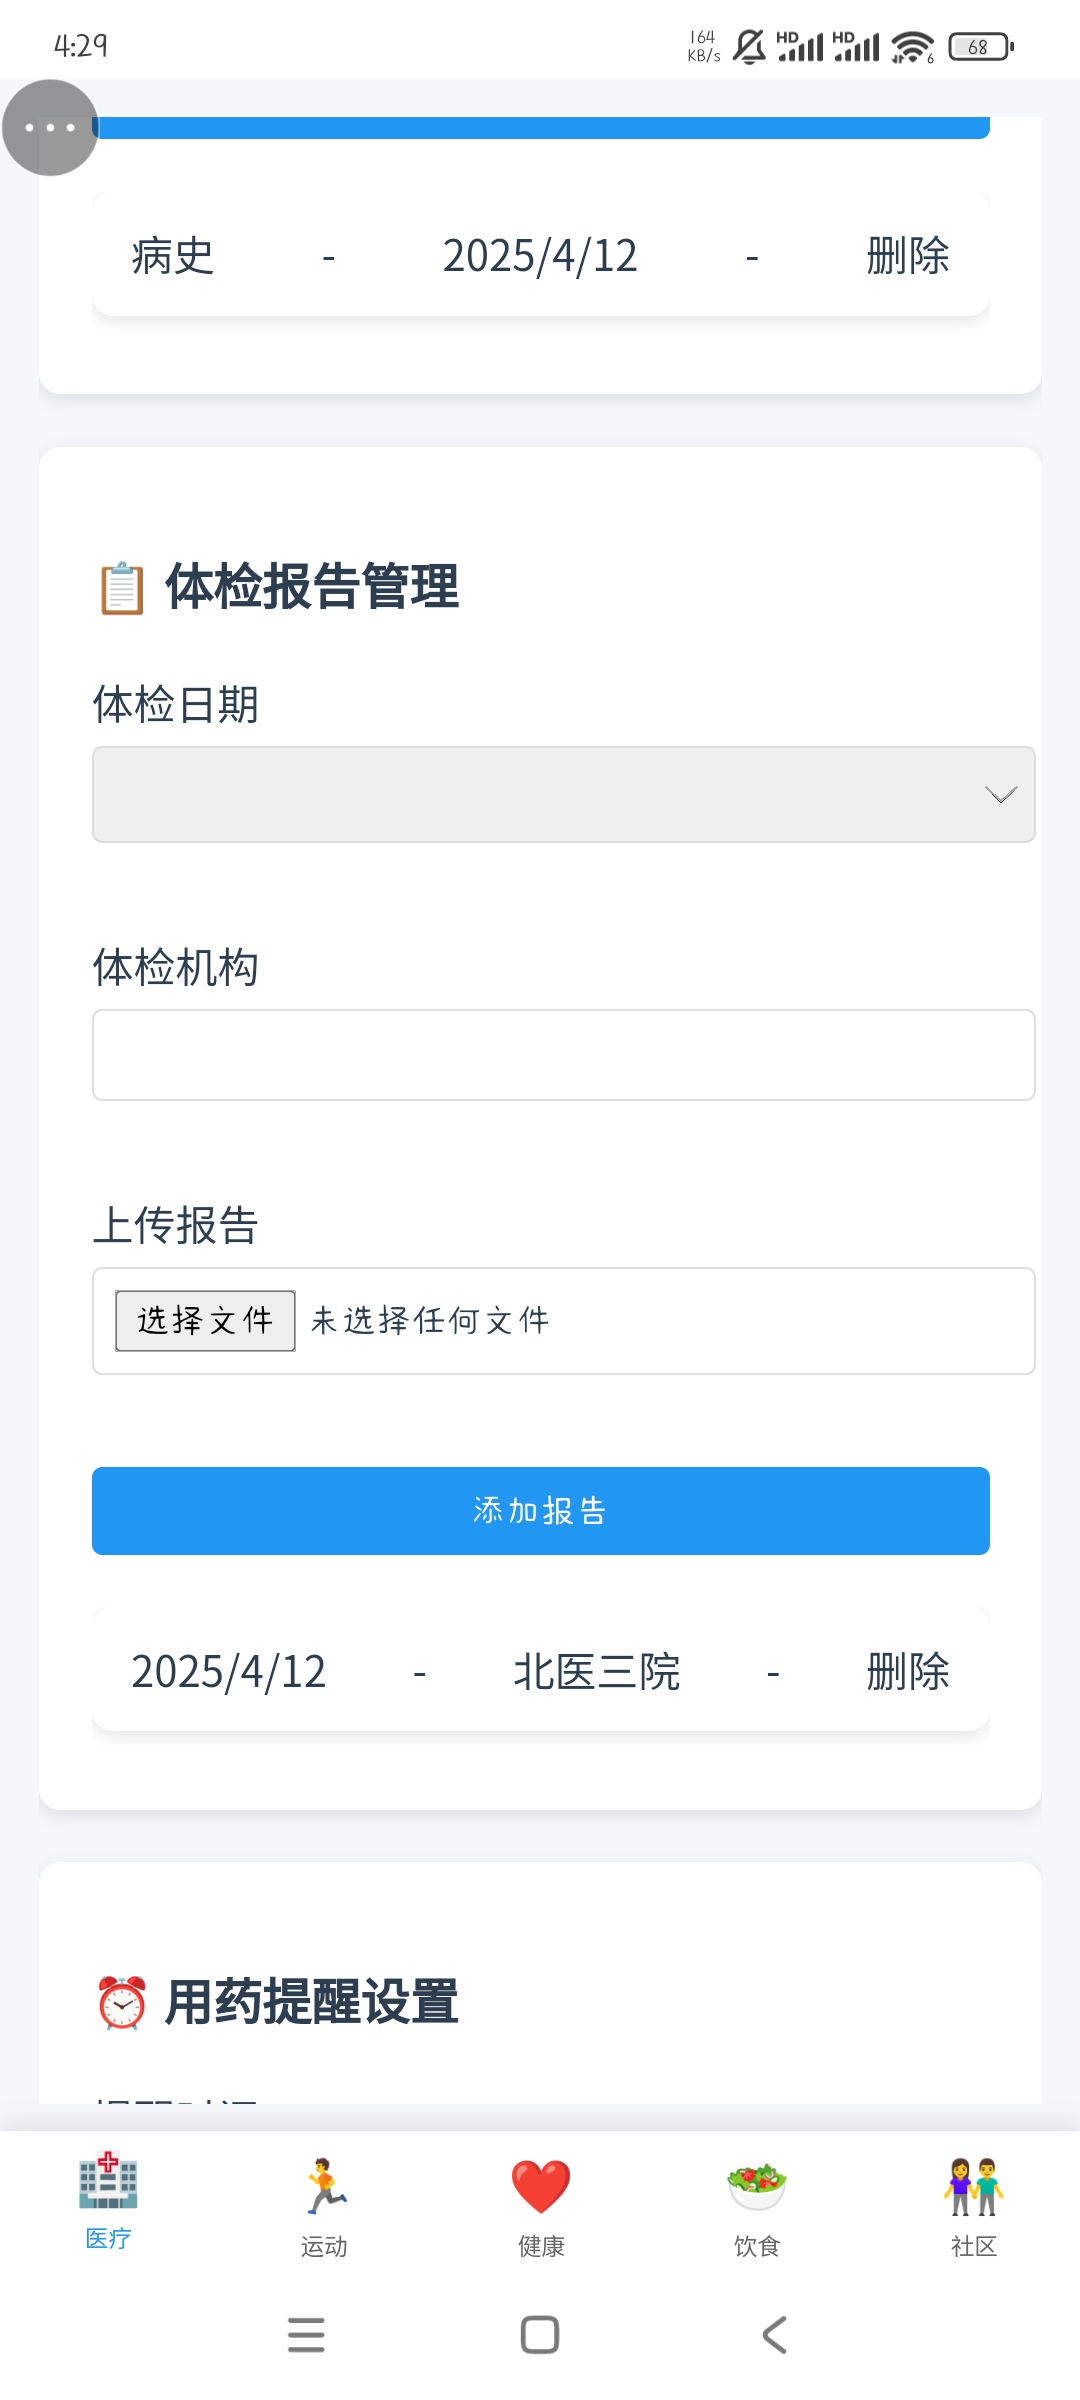 4:29
164
KB/s
HD
HD
6
68
病史 - 2025/4/12 - 删除
📋 体检报告管理
体检日期
体检机构
上传报告
选择文件 未选择任何文件
添加报告
2025/4/12 - 北医三院 - 删除
⏰ 用药提醒设置
医疗
运动
健康
饮食
社区